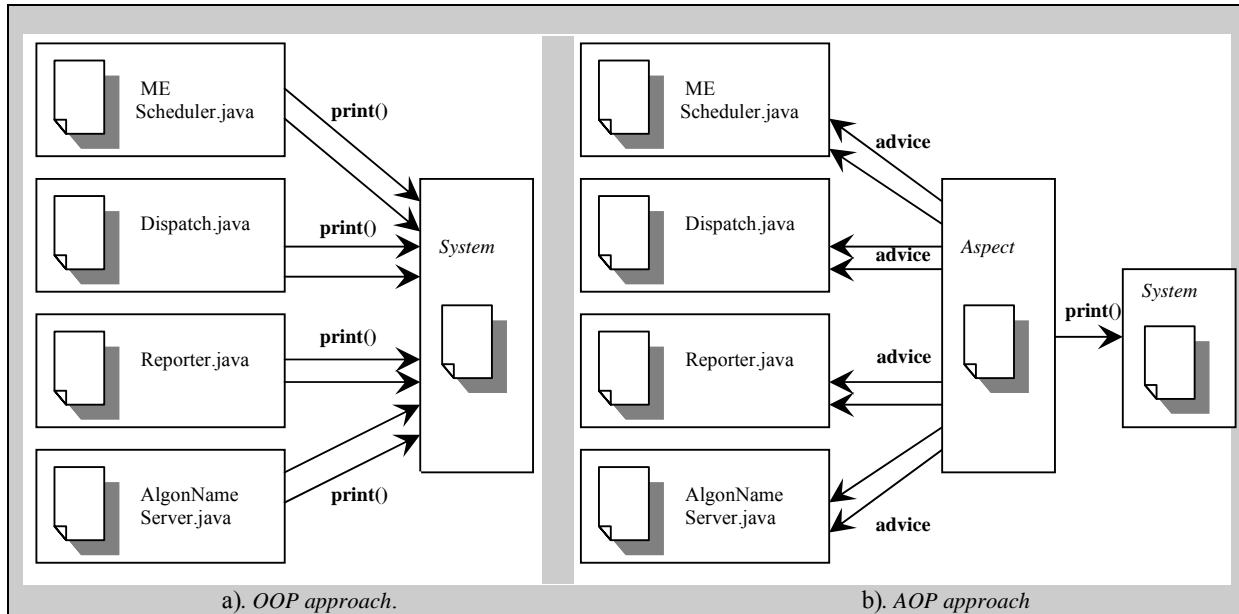 ME
Scheduler.java
print()
Dispatch.java
print()
System
Reporter.java
print()
AlgonName
Server.java
print()
a). OOP approach.
ME
Scheduler.java
advice
Dispatch.java
advice
Aspect
System
print()
Reporter.java
advice
AlgonName
Server.java
advice
b). AOP approach